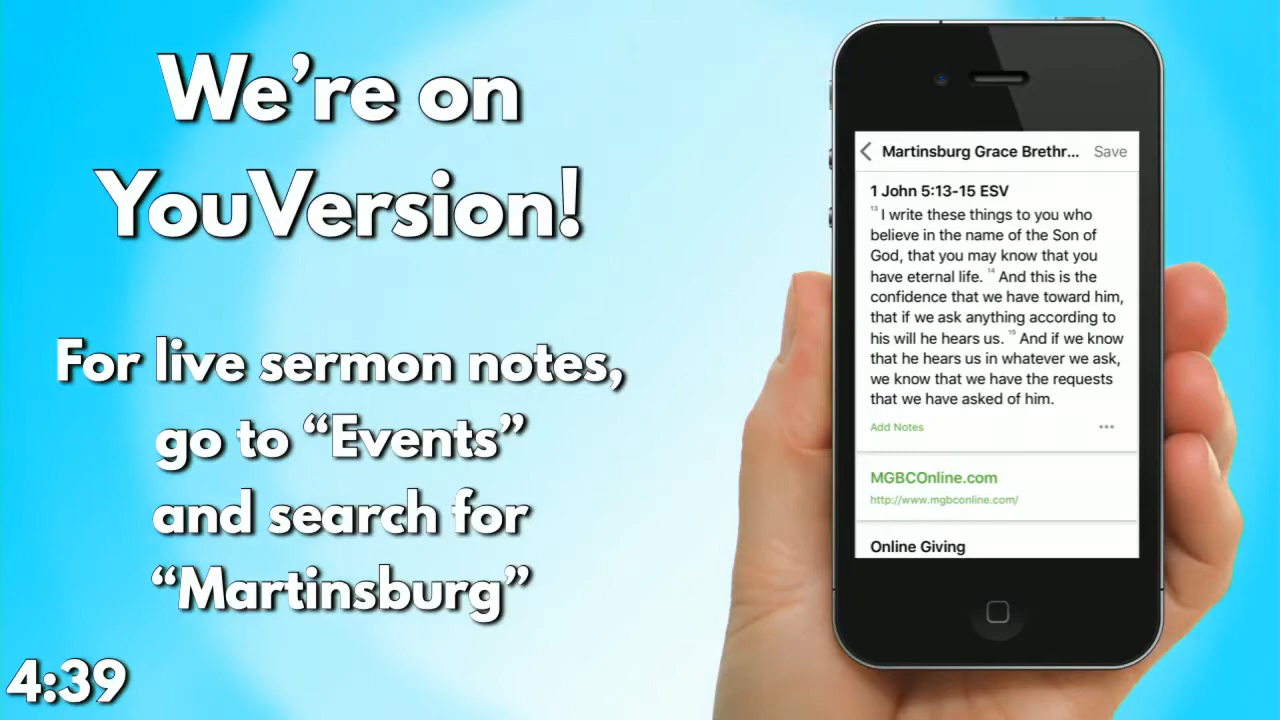 We're on
YouVersion!
For live sermon notes,
go to “Events”
and search for
“Martinsburg”
4:39
Martinsburg Grace Brethr...
Save
1 John 5:13-15 ESV
13 I write these things to you who
believe in the name of the Son of
God, that you may know that you
have eternal life. 14 And this is the
confidence that we have toward him,
that if we ask anything according to
his will he hears us. 15 And if we know
that he hears us in whatever we ask,
we know that we have the requests
that we have asked of him.
Add Notes
MGBCOnline.com
http://www.mgbconline.com/
Online Giving